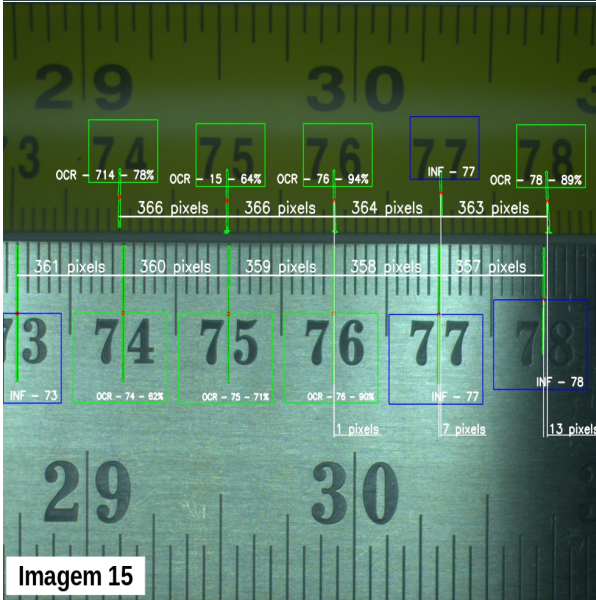 29 30 3
73 74 75 76 77 78
OCR - 714 - 78% OCR - 15 - 64% OCR - 76 - 94% INF - 77 OCR - 78 - 89%
366 pixels 366 pixels 364 pixels 363 pixels
361 pixels 360 pixels 359 pixels 358 pixels 357 pixels
73 74 75 76 77 78
INF - 73 OCR - 74 - 62% OCR - 75 - 71% OCR - 76 - 90% INF - 77 INF - 78
1 pixels 7 pixels 13 pixels
29 30
Imagem 15